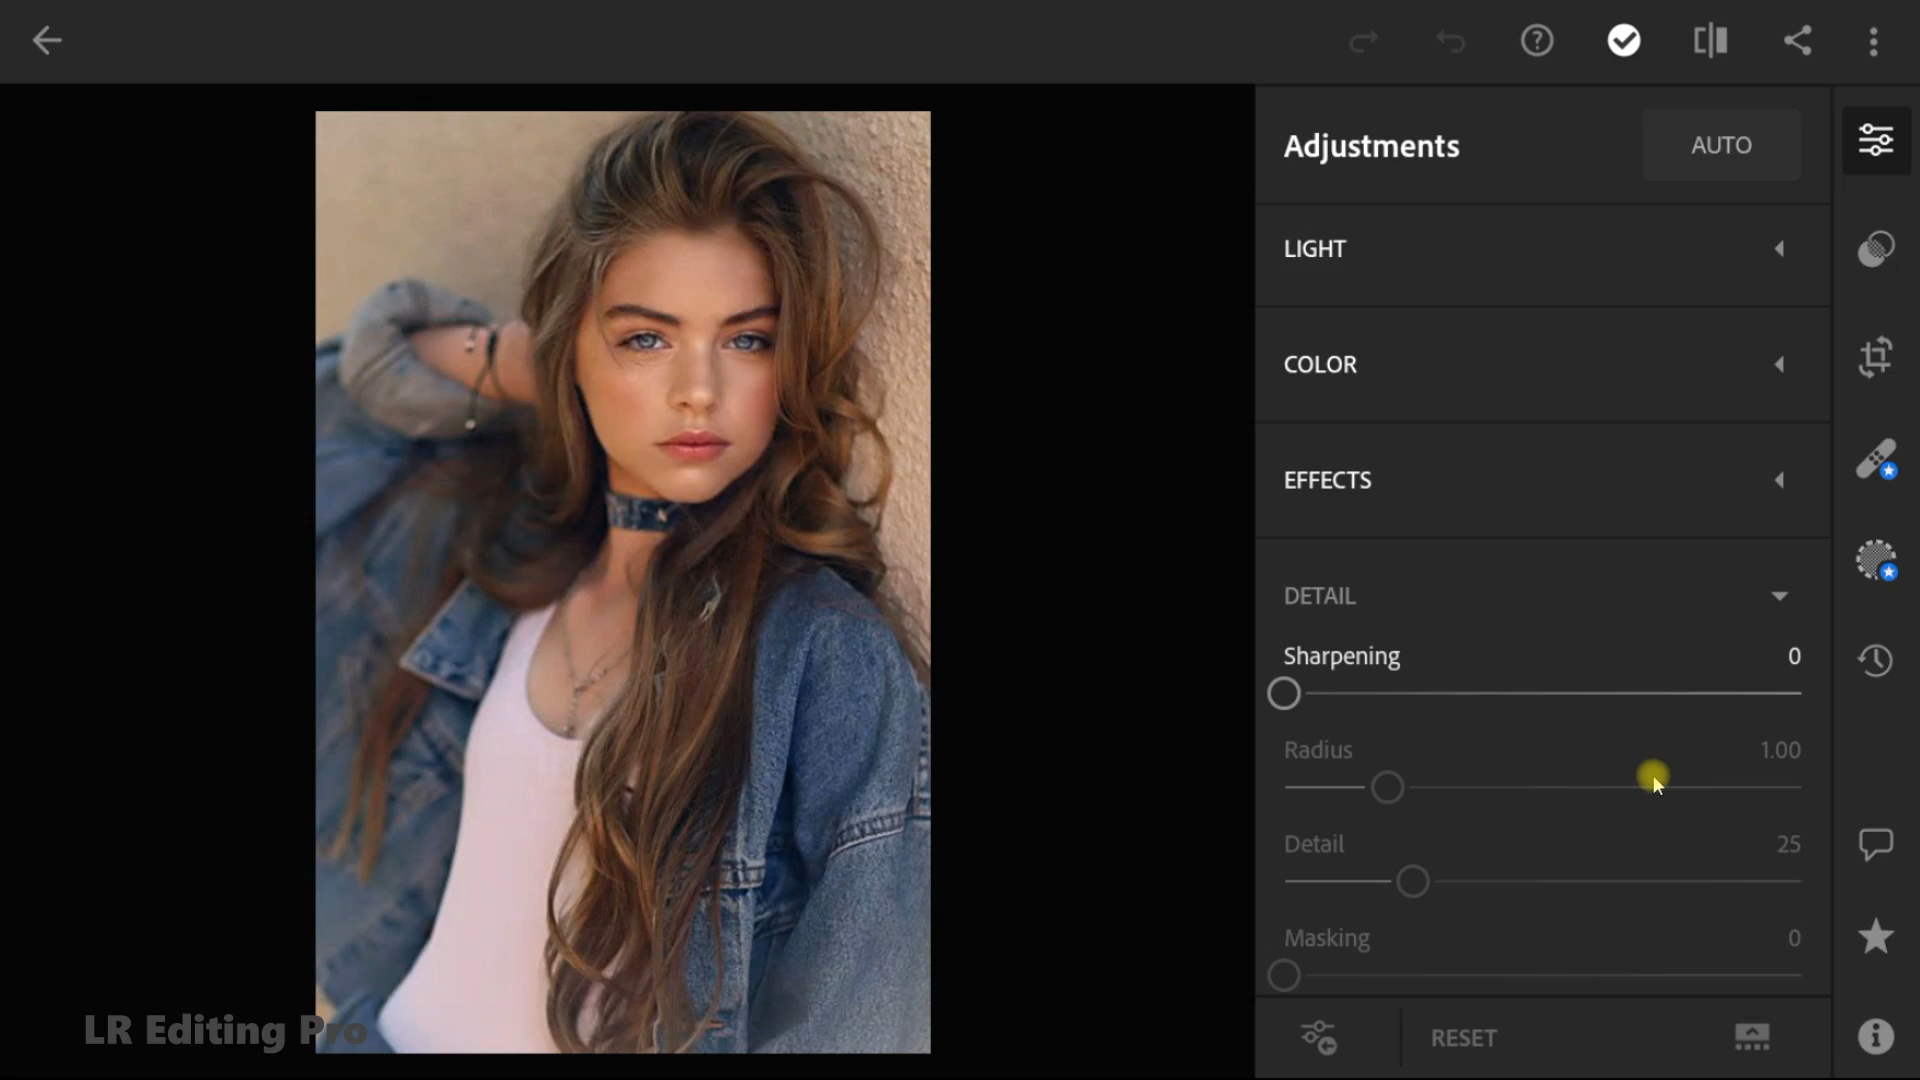 Adjustments
AUTO
LIGHT
COLOR
EFFECTS
DETAIL
Sharpening 0
Radius 1.00
Detail 25
Masking 0
RESET
LR Editing Pro